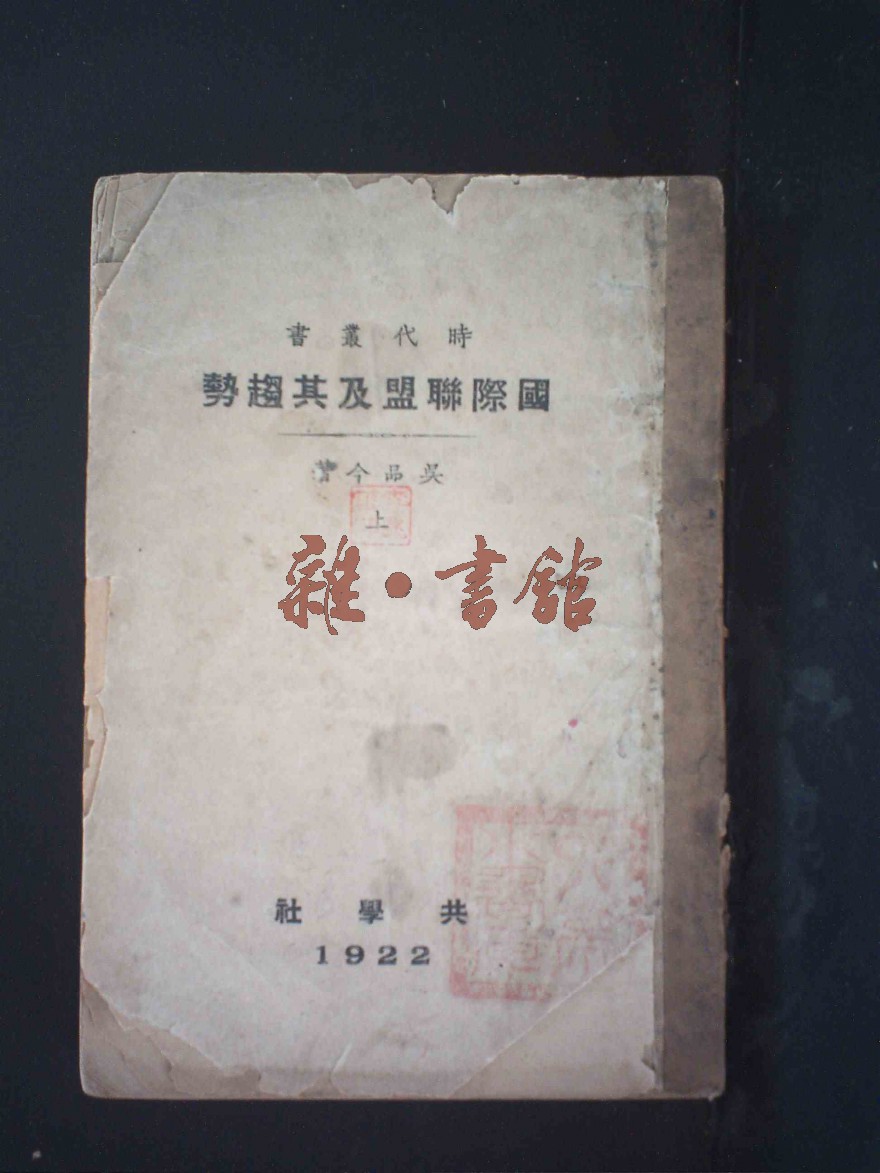 時代叢書
國際聯盟及其趨勢
吳品今著
上
雜·書館
共學社
1922